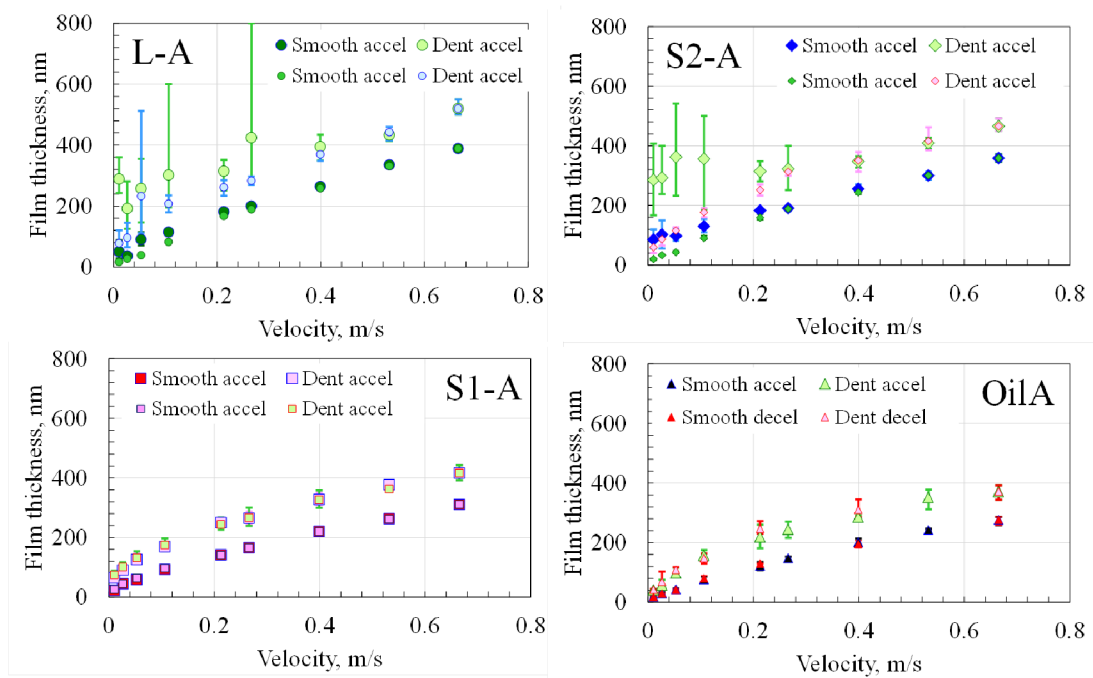 800
600
400
200
0
Film thickness, nm
L-A
Smooth accel
Dent accel
Smooth accel
Dent accel
0
0.2
0.4
0.6
0.8
Velocity, m/s
800
600
400
200
0
Film thickness, nm
S2-A
Smooth accel
Dent accel
Smooth accel
Dent accel
0
0.2
0.4
0.6
0.8
Velocity, m/s
800
600
400
200
0
Film thickness, nm
Smooth accel
Dent accel
Smooth accel
Dent accel
S1-A
0
0.2
0.4
0.6
0.8
Velocity, m/s
800
600
400
200
0
Film thickness, nm
Smooth accel
Dent accel
Smooth decel
Dent decel
OilA
0
0.2
0.4
0.6
0.8
Velocity, m/s